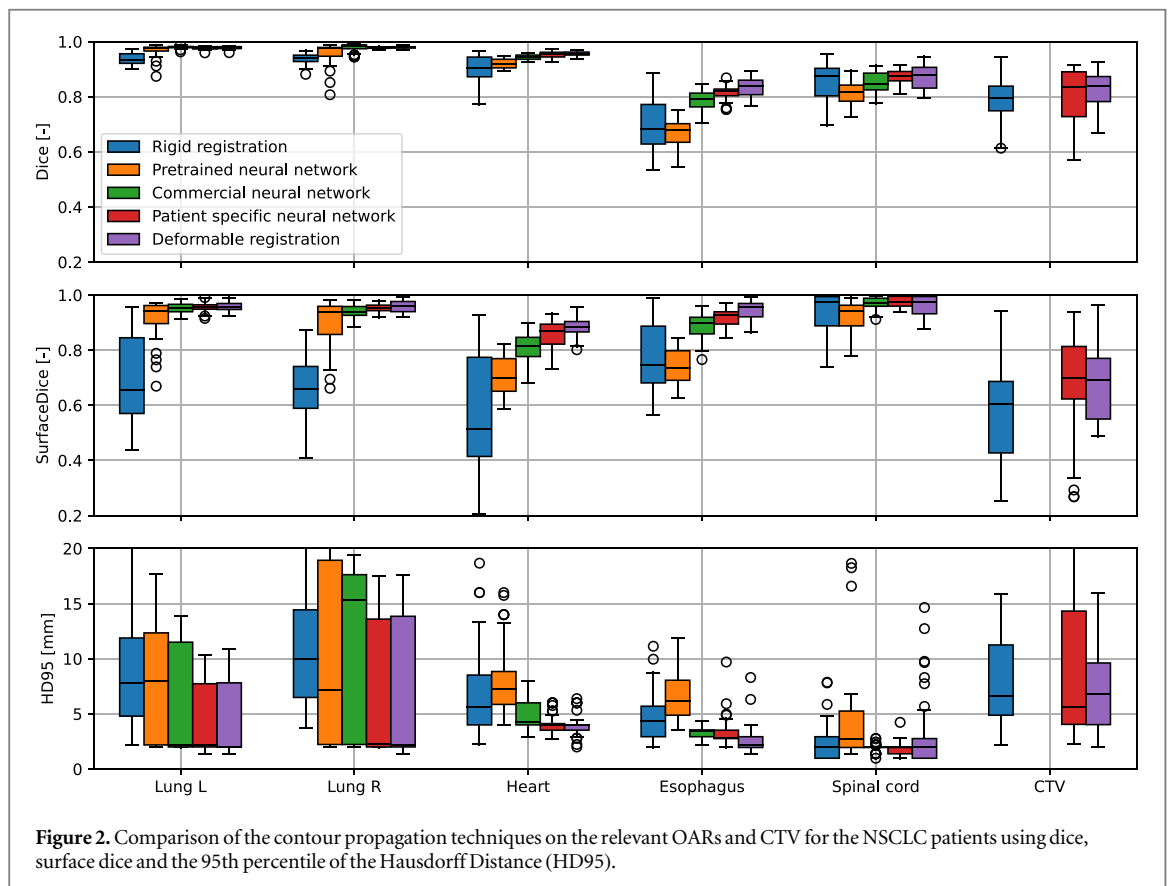 1.0
0.8
0.6
0.4
0.2
Dice [-]
Rigid registration
Pretrained neural network
Commercial neural network
Patient specific neural network
Deformable registration
1.0
0.8
0.6
0.4
0.2
SurfaceDice [-]
20
15
10
5
0
HD95 [mm]
Lung L Lung R Heart Esophagus Spinal cord CTV
Figure 2. Comparison of the contour propagation techniques on the relevant OARs and CTV for the NSCLC patients using dice,
surface dice and the 95th percentile of the Hausdorff Distance (HD95).